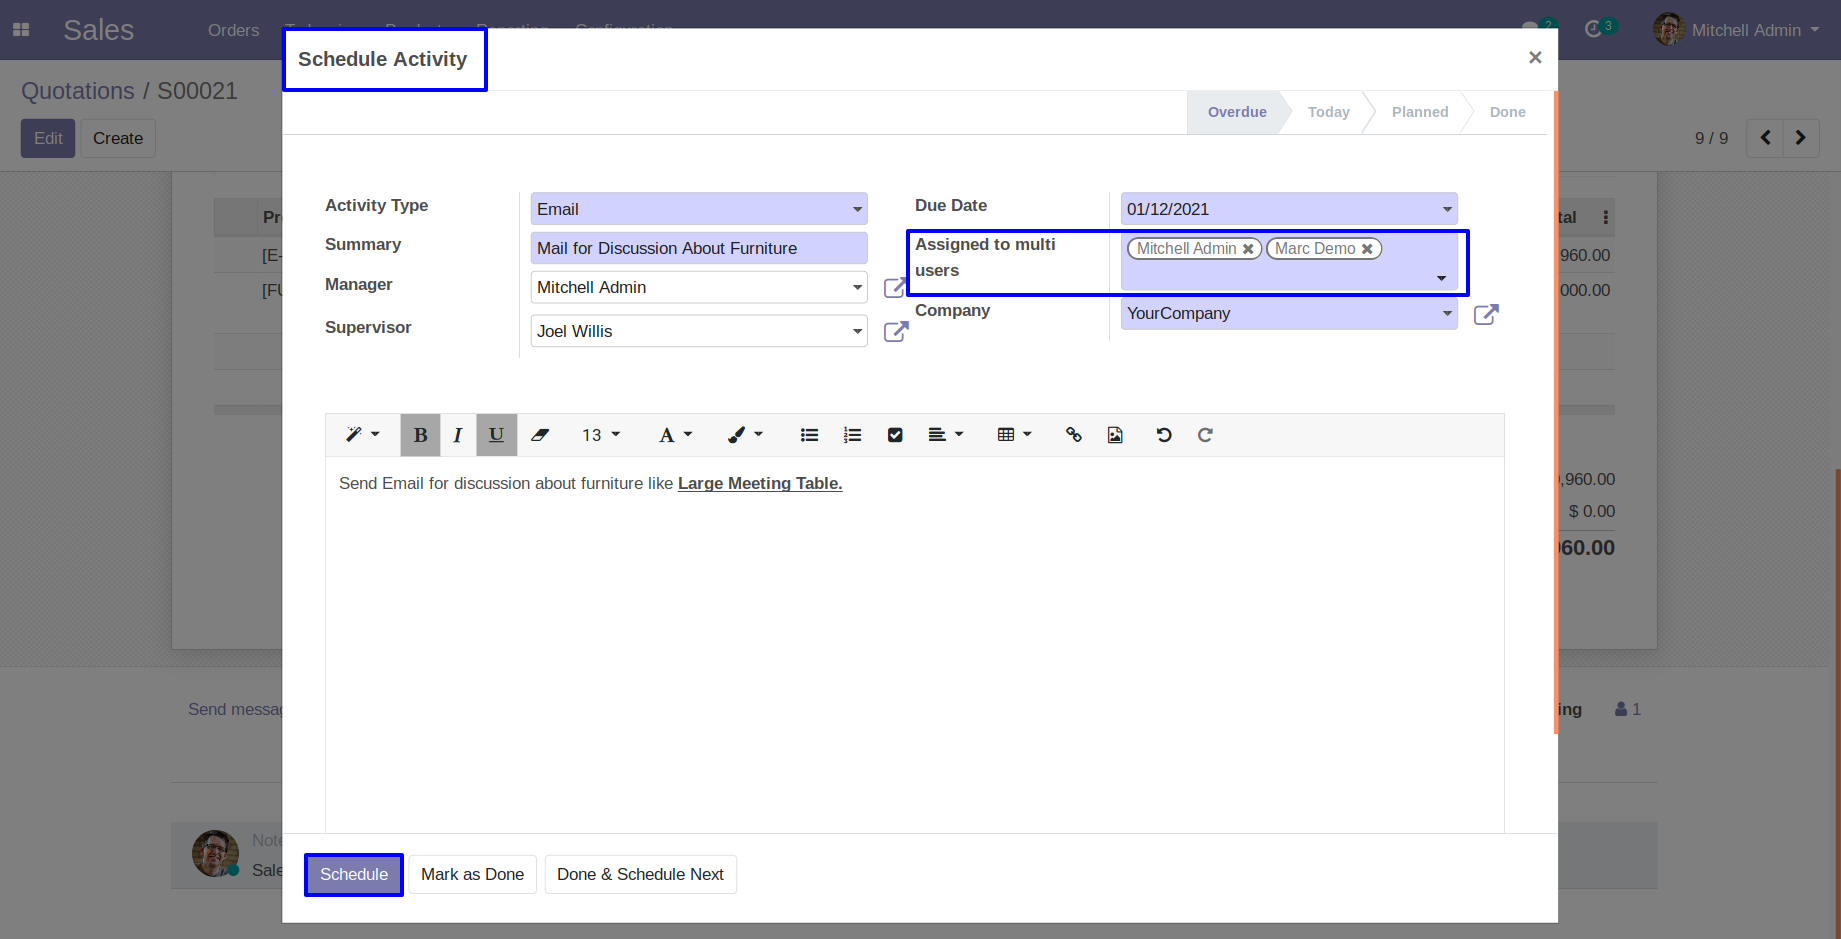 Sales
Orders
Reporting
Configuration
2
3
Mitchell Admin
Schedule Activity
×
Quotations / S00021
Edit
Create
9 / 9
Overdue
Today
Planned
Done
Activity Type
Email
Due Date
01/12/2021
Summary
Mail for Discussion About Furniture
Assigned to multi
users
Mitchell Admin
Marc Demo
Manager
Mitchell Admin
Company
YourCompany
Supervisor
Joel Willis
Pr
tal
[E-
960.00
[FU
000.00
B
I
U
13
A
Send Email for discussion about furniture like Large Meeting Table.
,960.00
$ 0.00
960.00
Send messag
ing
1
Note
Sale
Schedule
Mark as Done
Done & Schedule Next